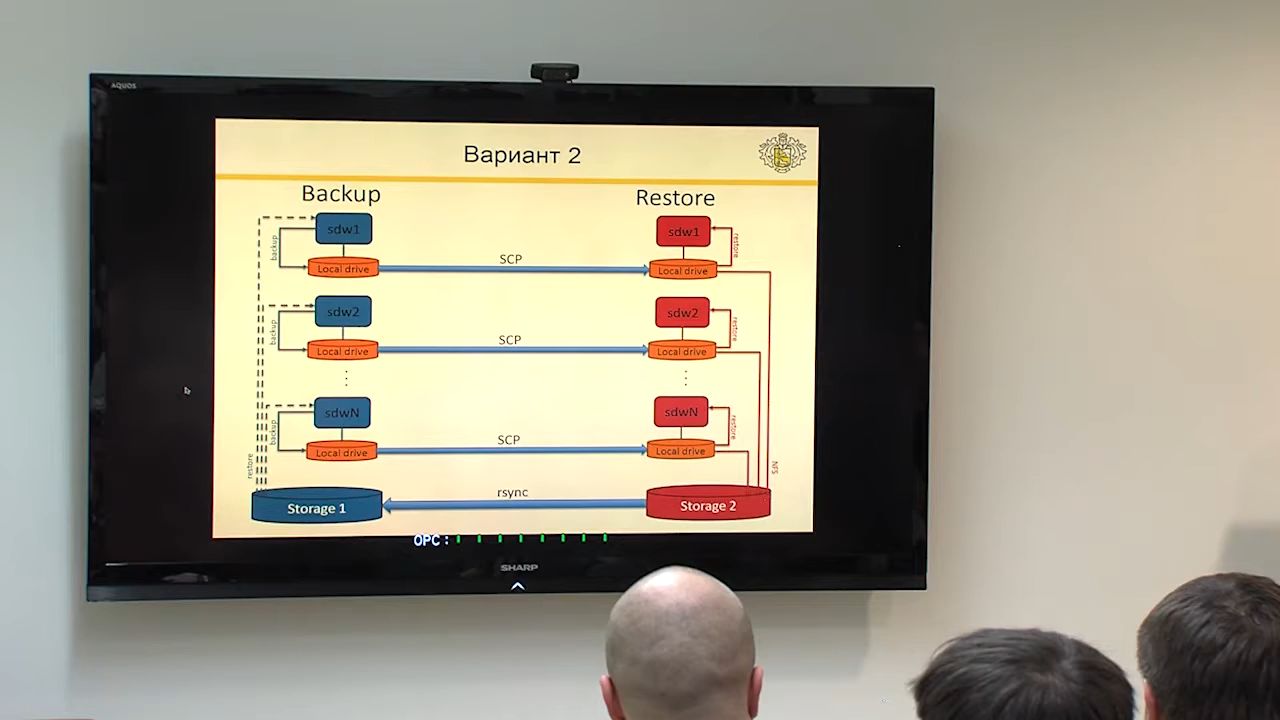 AQUOS
Вариант 2
Backup
Restore
sdw1
sdw1
backup
restore
Local drive
SCP
Local drive
sdw2
sdw2
backup
restore
Local drive
SCP
Local drive
sdwN
sdwN
backup
restore
Local drive
SCP
Local drive
restore
NFS
Storage 1
rsync
Storage 2
OPC:
SHARP